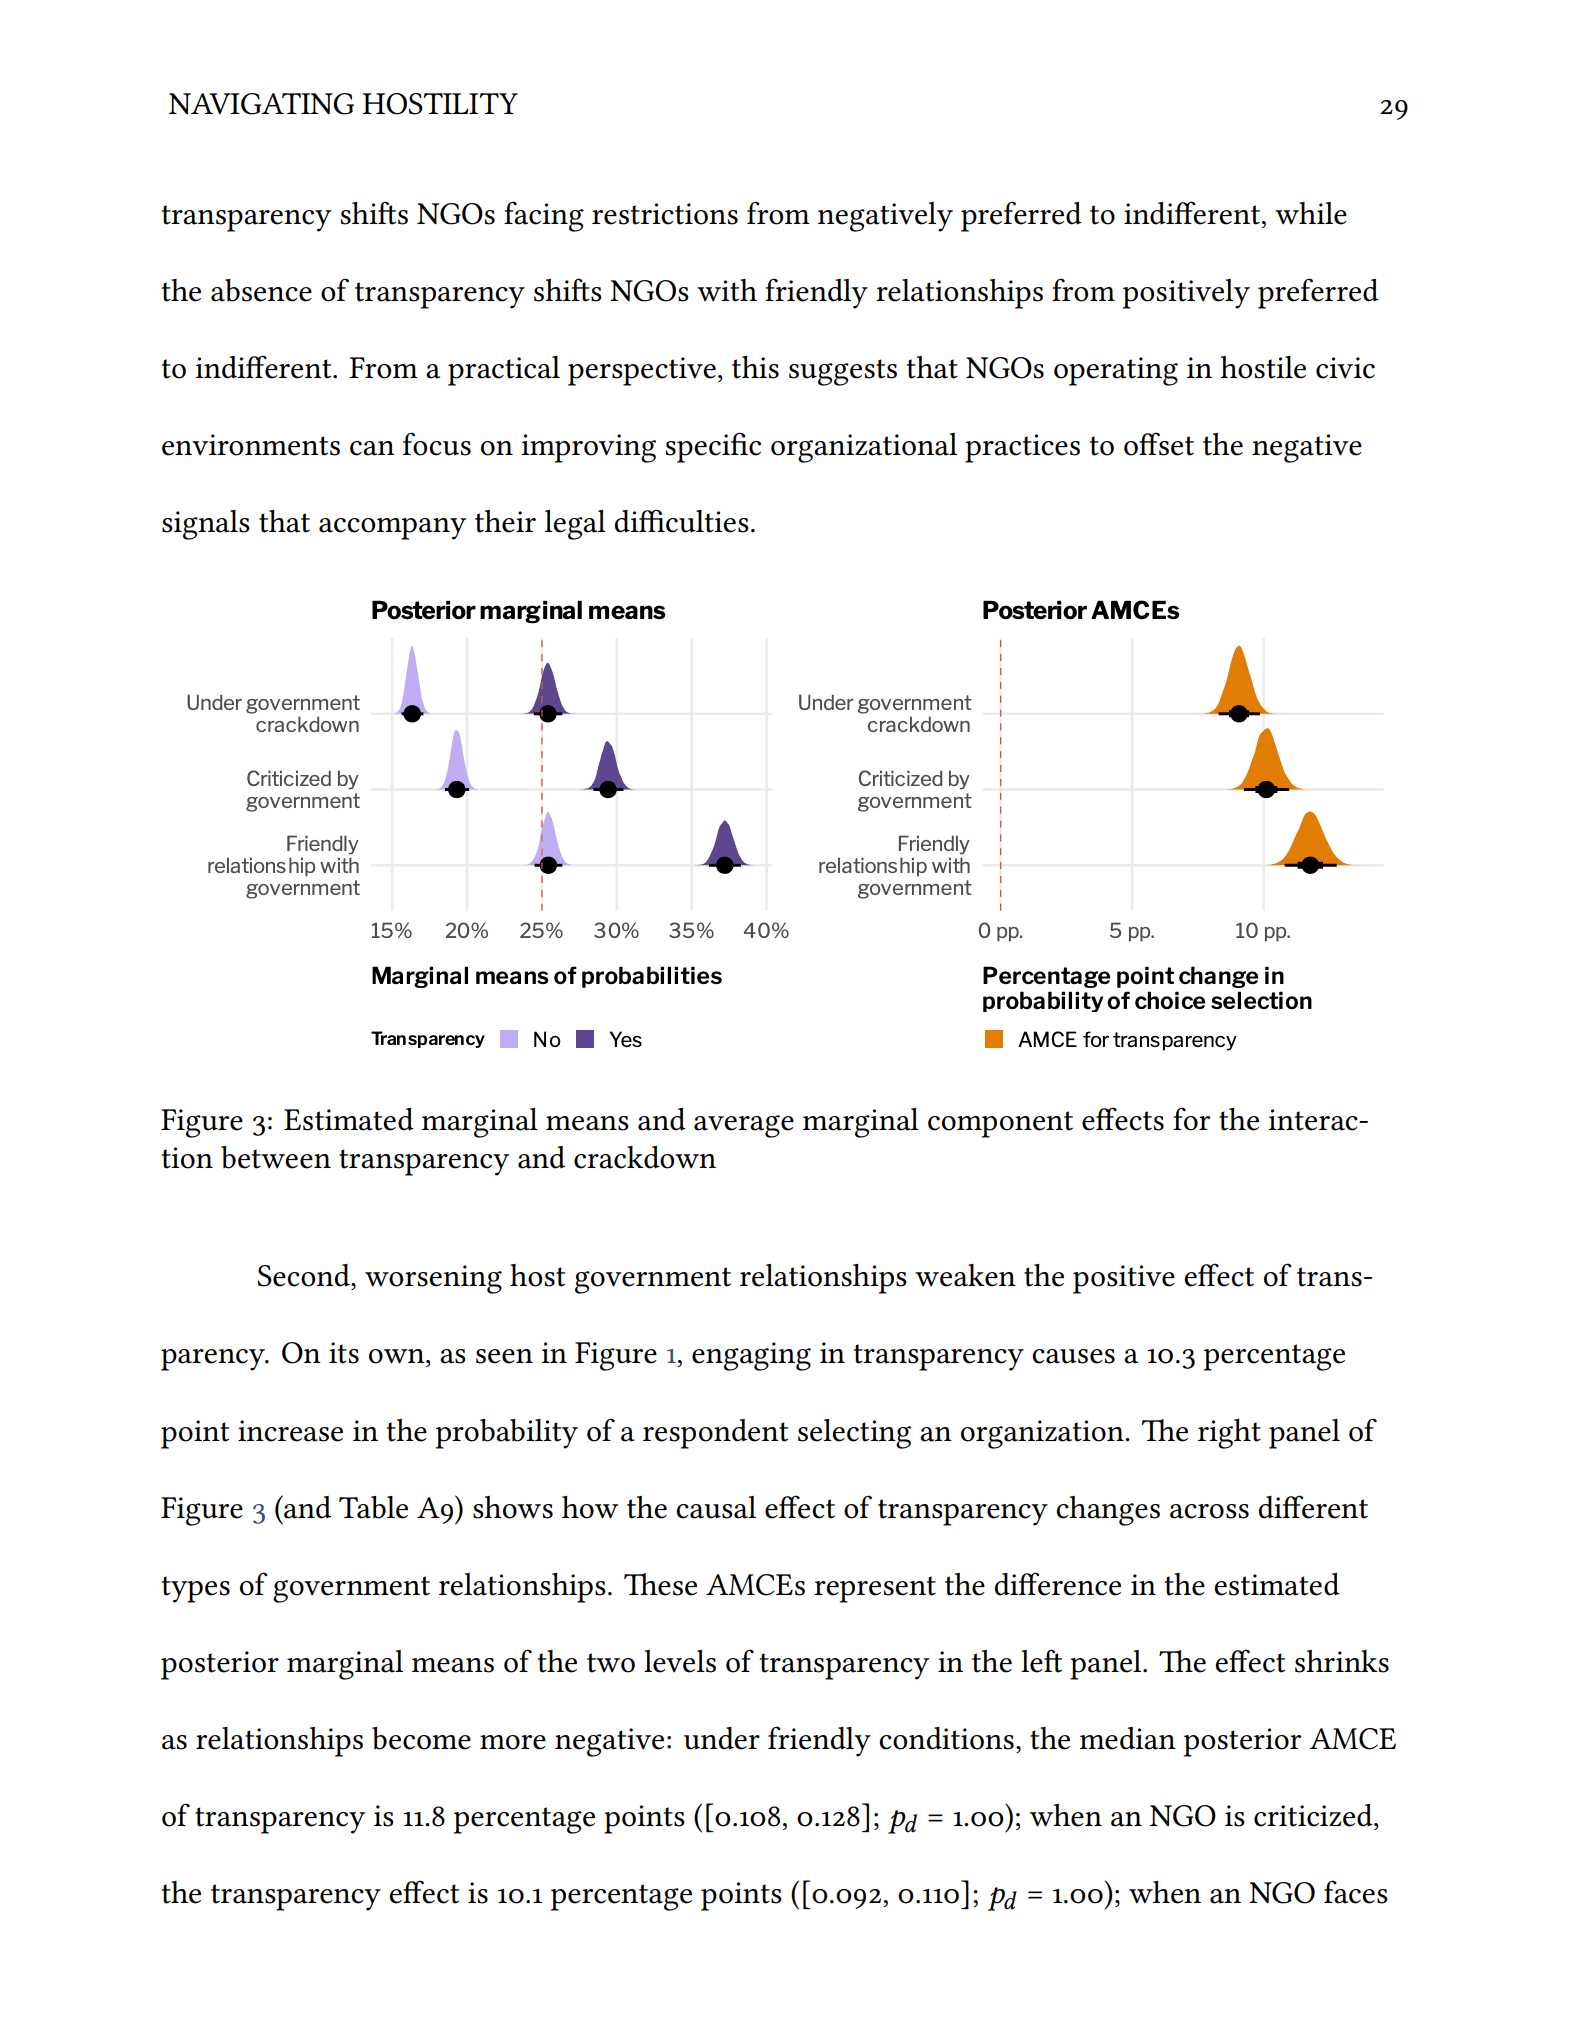 NAVIGATING HOSTILITY 29
transparency shifts NGOs facing restrictions from negatively preferred to indifferent, while
the absence of transparency shifts NGOs with friendly relationships from positively preferred
to indifferent. From a practical perspective, this suggests that NGOs operating in hostile civic
environments can focus on improving specific organizational practices to offset the negative
signals that accompany their legal difficulties.
Posterior marginal means
Under government
crackdown
Criticized by
government
Friendly
relationship with
government
15% 20% 25% 30% 35% 40%
Marginal means of probabilities
Transparency No Yes
Posterior AMCEs
Under government
crackdown
Criticized by
government
Friendly
relationship with
government
0 pp. 5 pp. 10 pp.
Percentage point change in
probability of choice selection
AMCE for transparency
Figure 3: Estimated marginal means and average marginal component effects for the interac-
tion between transparency and crackdown
Second, worsening host government relationships weaken the positive effect of trans-
parency. On its own, as seen in Figure 1, engaging in transparency causes a 10.3 percentage
point increase in the probability of a respondent selecting an organization. The right panel of
Figure 3 (and Table A9) shows how the causal effect of transparency changes across different
types of government relationships. These AMCEs represent the difference in the estimated
posterior marginal means of the two levels of transparency in the left panel. The effect shrinks
as relationships become more negative: under friendly conditions, the median posterior AMCE
of transparency is 11.8 percentage points ([0.108, 0.128]; p_d = 1.00); when an NGO is criticized,
the transparency effect is 10.1 percentage points ([0.092, 0.110]; p_d = 1.00); when an NGO faces